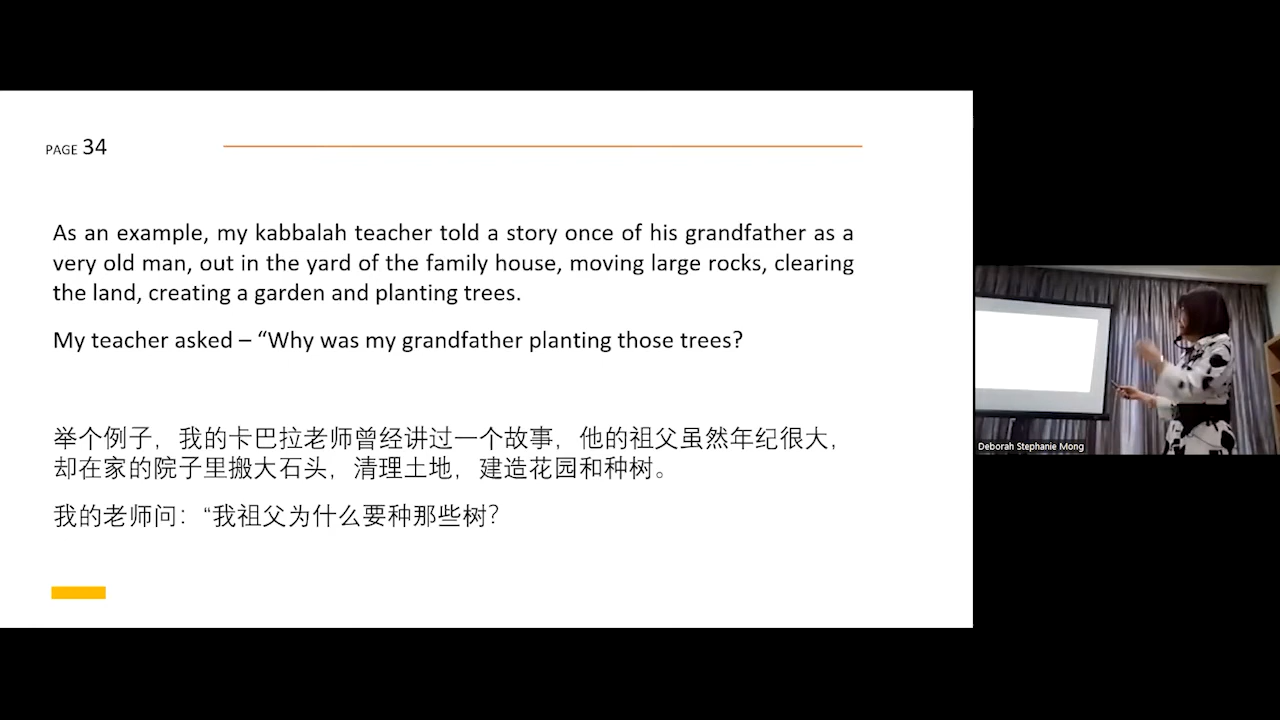 PAGE 34
As an example, my kabbalah teacher told a story once of his grandfather as a
very old man, out in the yard of the family house, moving large rocks, clearing
the land, creating a garden and planting trees.
My teacher asked – “Why was my grandfather planting those trees?
举个例子，我的卡巴拉老师曾经讲过一个故事，他的祖父虽然年纪很大，
却在家的院子里搬大石头，清理土地，建造花园和种树。
我的老师问：“我祖父为什么要种那些树？
Deborah Stephanie Mong